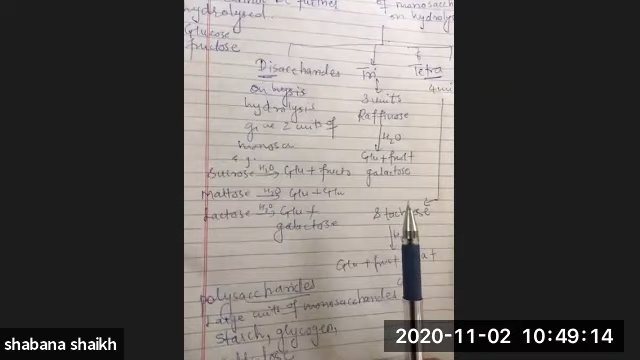 of monosacch
hydrolysed.
on hydrolys
Glucose
fructose
Disaccharides
Tri
Tetra
on
hydrolysis
3 units
Raffinose
give 2 units of
monosacc
H2O
e.g.
Glu + fruct
galactose
Sucrose H2O→ Glu + fructo
Maltose H2O→ Glu + Glu
Lactose H2O→ Glu +
galactose
Stachyose
Glu + fruct
polysaccharides
Large units of monosaccharides
Starch, glycogen,
shabana shaikh
2020-11-02 10:49:14